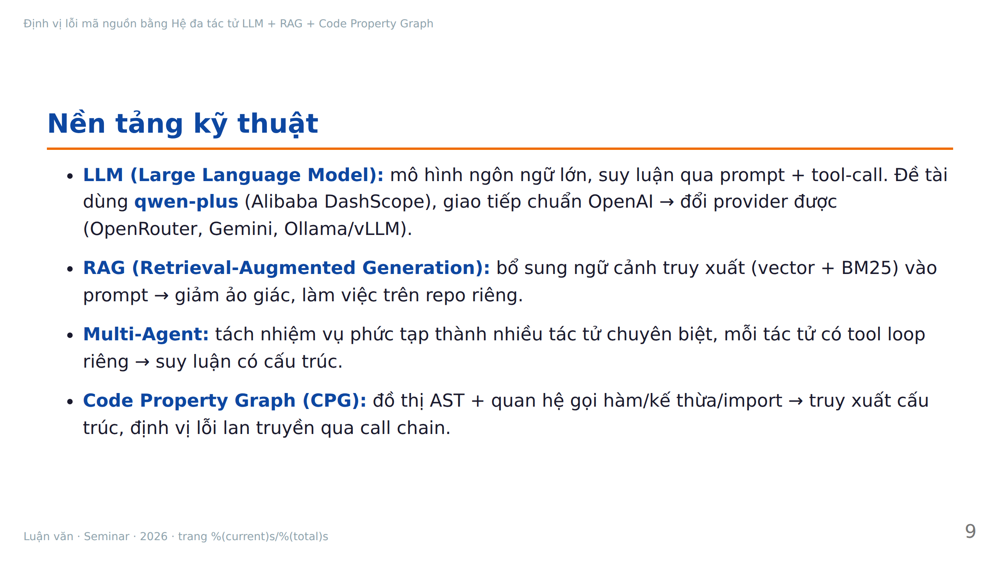 Định vị lỗi mã nguồn bằng Hệ đa tác tử LLM + RAG + Code Property Graph
Nền tảng kỹ thuật
• LLM (Large Language Model): mô hình ngôn ngữ lớn, suy luận qua prompt + tool-call. Đề tài
dùng qwen-plus (Alibaba DashScope), giao tiếp chuẩn OpenAI → đổi provider được
(OpenRouter, Gemini, Ollama/vLLM).
• RAG (Retrieval-Augmented Generation): bổ sung ngữ cảnh truy xuất (vector + BM25) vào
prompt → giảm ảo giác, làm việc trên repo riêng.
• Multi-Agent: tách nhiệm vụ phức tạp thành nhiều tác tử chuyên biệt, mỗi tác tử có tool loop
riêng → suy luận có cấu trúc.
• Code Property Graph (CPG): đồ thị AST + quan hệ gọi hàm/kế thừa/import → truy xuất cấu
trúc, định vị lỗi lan truyền qua call chain.
Luận văn · Seminar · 2026 · trang %(current)s/%(total)s
9